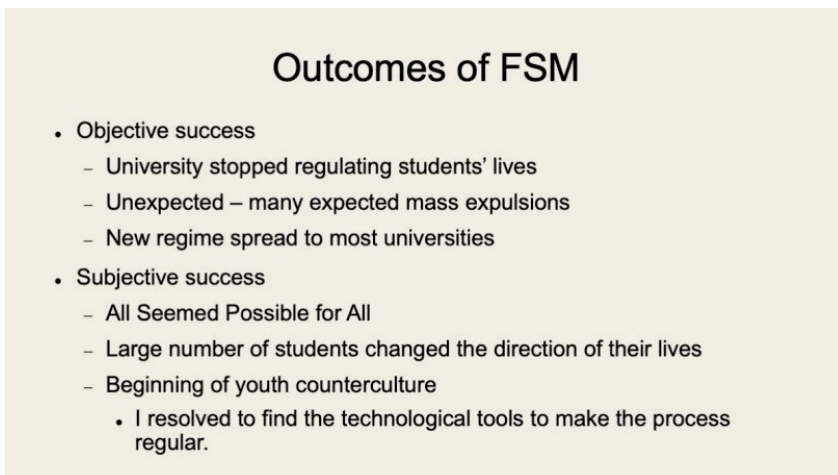 Outcomes of FSM
• Objective success
– University stopped regulating students’ lives
– Unexpected – many expected mass expulsions
– New regime spread to most universities
• Subjective success
– All Seemed Possible for All
– Large number of students changed the direction of their lives
– Beginning of youth counterculture
• I resolved to find the technological tools to make the process
regular.